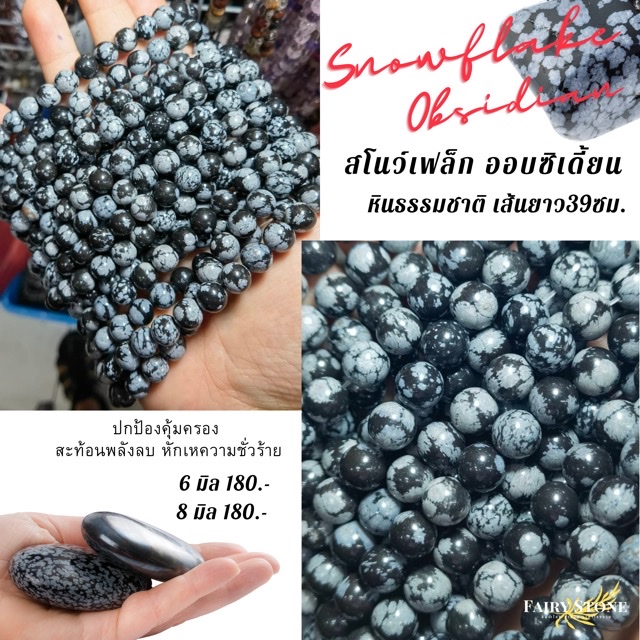 Snowflake
Obsidian
สโนว์เฟล็ก ออบซิเดี้ยน
หินธรรมชาติ เส้นยาว39ซม.
ปกป้องคุ้มครอง
สะท้อนพลังลบ หักเหความชั่วร้าย
6 มิล 180.-
8 มิล 180.-
FAIRY STONE